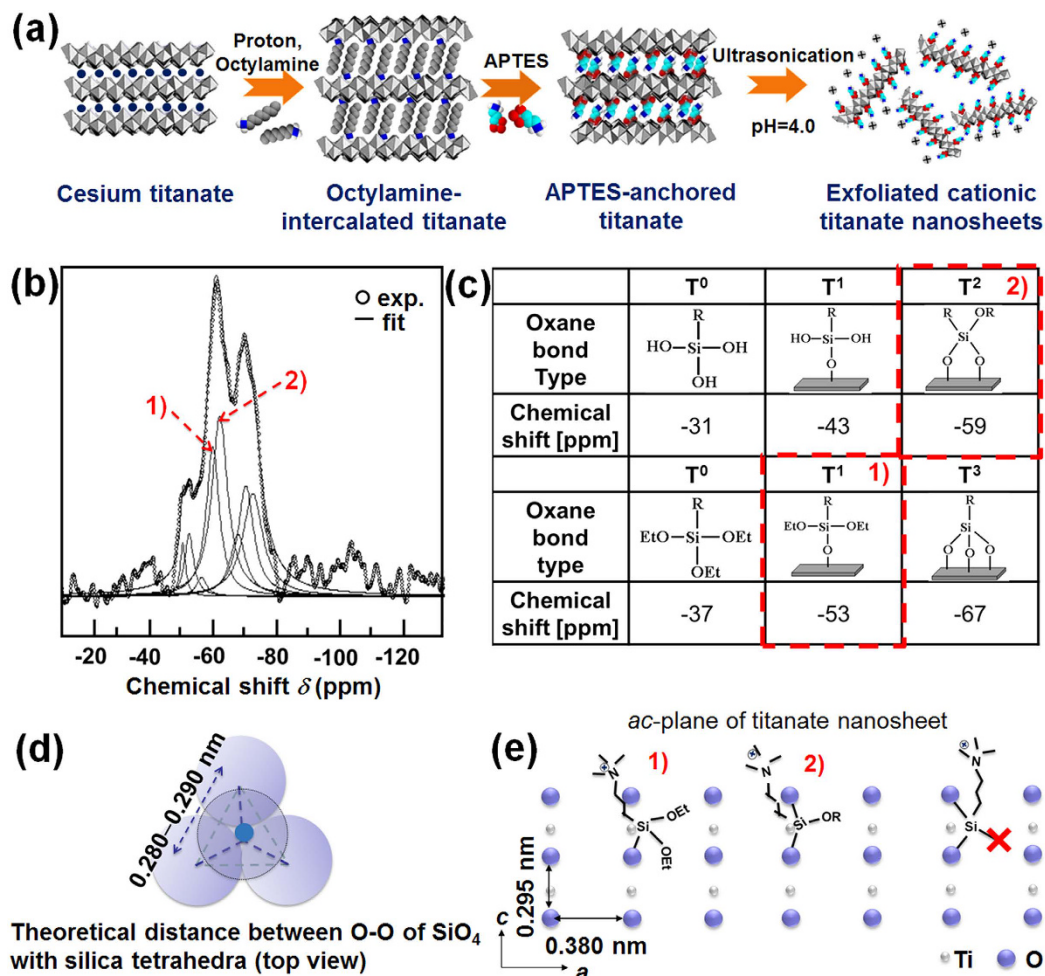 (a)
Proton,
Octylamine
APTES
Ultrasonication
pH=4.0
Cesium titanate
Octylamine-
intercalated titanate
APTES-anchored
titanate
Exfoliated cationic
titanate nanosheets
(b)
exp.
fit
1)
2)
-20 -40 -60 -80 -100 -120
Chemical shift δ (ppm)
(c)
T⁰ T¹ T² 2)
Oxane
bond
Type
R
HO Si OH
OH
R
HO Si OH
O
R OR
Si
O O
Chemical
shift [ppm]
-31 -43 -59
T⁰ T¹ 1) T³
Oxane
bond
type
R
EtO Si OEt
OEt
R
EtO Si OEt
O
R
Si
O O O
Chemical
shift [ppm]
-37 -53 -67
(d)
0.280–0.290 nm
Theoretical distance between O-O of SiO₄
with silica tetrahedra (top view)
(e)
ac-plane of titanate nanosheet
1)
N
Si
OEt
OEt
2)
N
Si
OR
N
Si
0.295 nm
0.380 nm
c
a
Ti
O